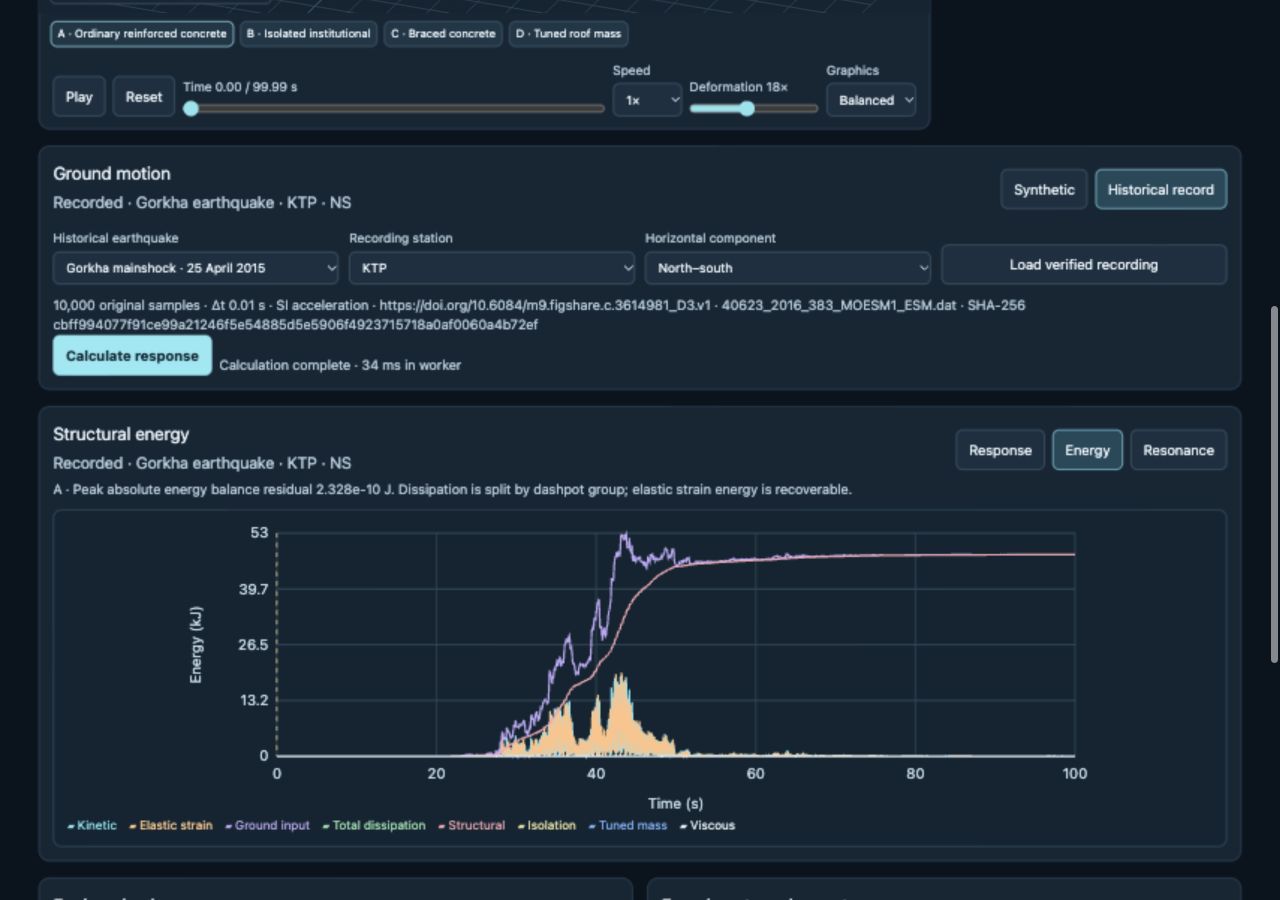 A · Ordinary reinforced concrete
B · Isolated institutional
C · Braced concrete
D · Tuned roof mass
Play
Reset
Time 0.00 / 99.99 s
Speed
1×
Deformation 18×
Graphics
Balanced
Ground motion
Recorded · Gorkha earthquake · KTP · NS
Synthetic
Historical record
Historical earthquake
Gorkha mainshock · 25 April 2015
Recording station
KTP
Horizontal component
North–south
Load verified recording
10,000 original samples · Δt 0.01 s · SI acceleration · https://doi.org/10.6084/m9.figshare.c.3614981_D3.v1 · 40623_2016_383_MOESM1_ESM.dat · SHA-256
cbff994077f91ce99a21246f5e54885d5e5906f4923715718a0af0060a4b72ef
Calculate response
Calculation complete · 34 ms in worker
Structural energy
Recorded · Gorkha earthquake · KTP · NS
Response
Energy
Resonance
A · Peak absolute energy balance residual 2.328e-10 J. Dissipation is split by dashpot group; elastic strain energy is recoverable.
Energy (kJ)
53
39.7
26.5
13.2
0
0
20
40
60
80
100
Time (s)
Kinetic
Elastic strain
Ground input
Total dissipation
Structural
Isolation
Tuned mass
Viscous